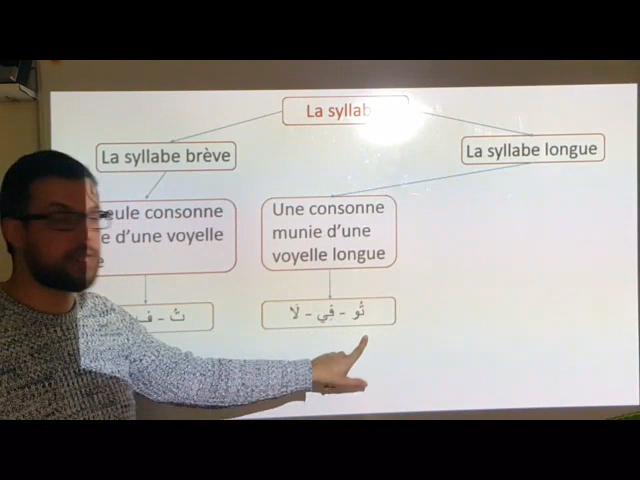 La syllab
La syllabe brève
La syllabe longue
eule consonne
e d'une voyelle
e
Une consonne
munie d'une
voyelle longue
تُ - ف
تُو - فِي - لَا